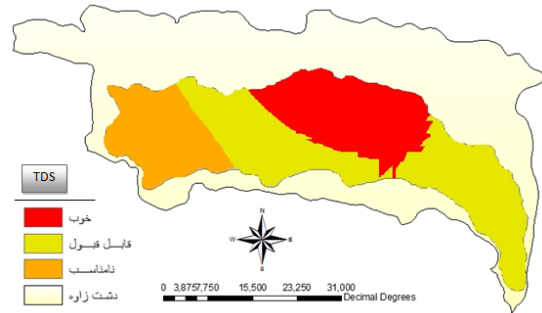 TDS
خوب
قابل قبول
نامناسب
دشت زاوه
N
W E
S
0 3,8757,750 15,500 23,250 31,000
Decimal Degrees